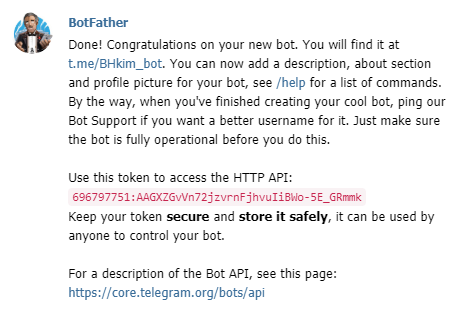 BotFather
Done! Congratulations on your new bot. You will find it at
t.me/BHkim_bot. You can now add a description, about section
and profile picture for your bot, see /help for a list of commands.
By the way, when you've finished creating your cool bot, ping our
Bot Support if you want a better username for it. Just make sure
the bot is fully operational before you do this.
Use this token to access the HTTP API:
696797751:AAGXZGvVn72jzvrnFjhvuIiBWo-5E_GRmmk
Keep your token secure and store it safely, it can be used by
anyone to control your bot.
For a description of the Bot API, see this page:
https://core.telegram.org/bots/api